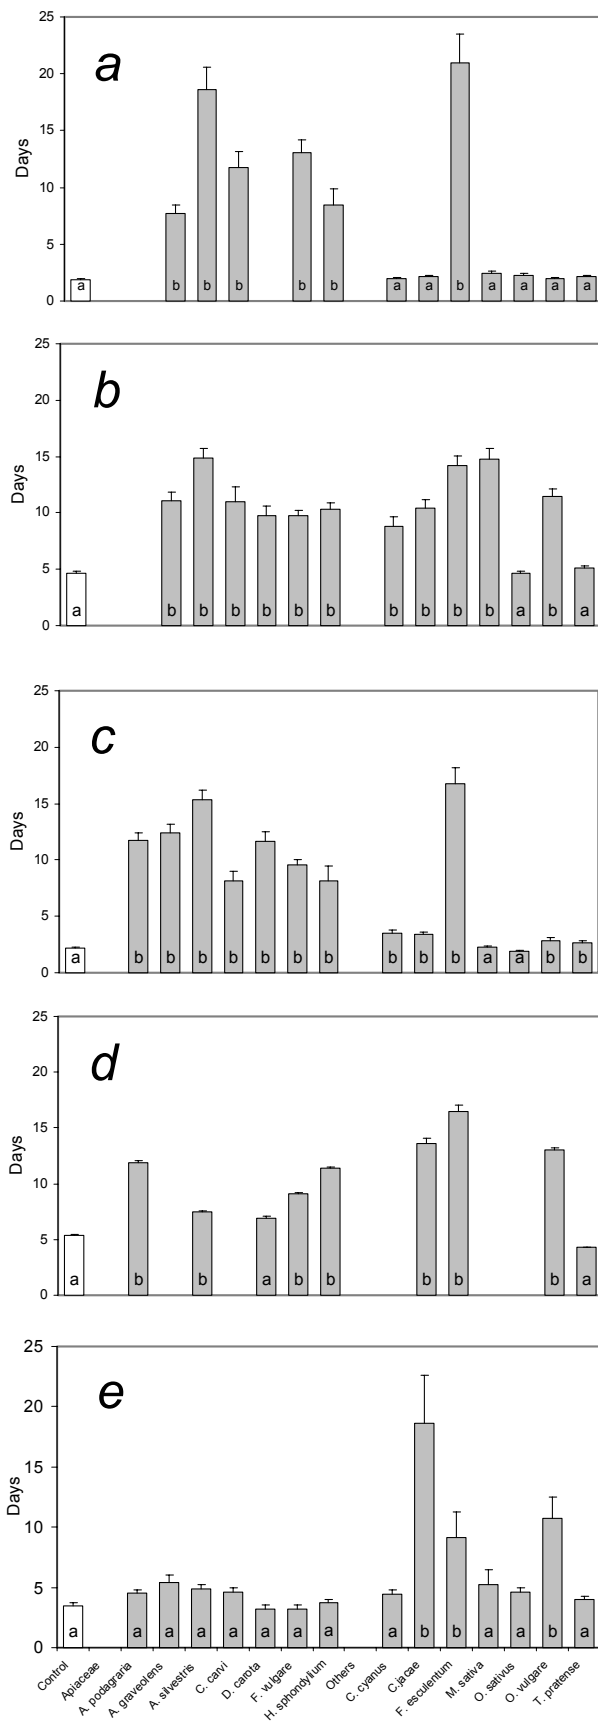 25
a
20
15
Days
10
5
a b b b b b a a b a a a a
0
25
b
20
15
Days
10
5
a b b b b b b b b b b a b a
0
25
c
20
15
Days
10
5
a b b b b b b b b b b a a b b
0
25
d
20
15
Days
10
5
a b b a b b b b b a
0
25
e
20
15
Days
10
5
a a a a a a a a a b b a a b a
0
Control
Apiaceae
A. podagraria
A. graveolens
A. silvestris
C. carvi
D. carota
F. vulgare
H. sphondylium
Others
C. cyanus
C.jacae
F. esculentum
M. sativa
O. sativus
O. vulgare
T. pratense